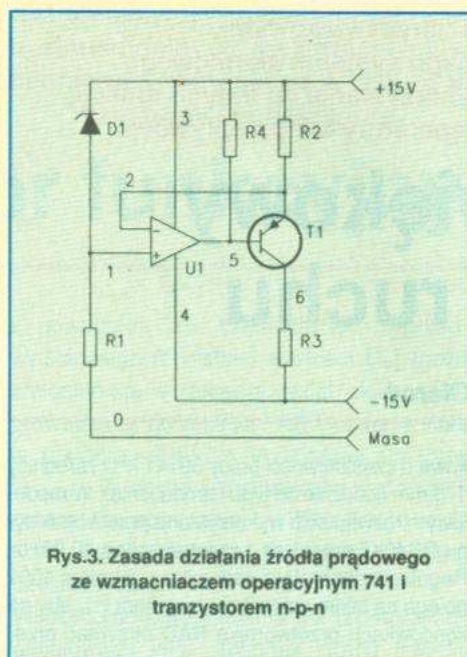 +15V
3
D1
R4
R2
2
T1
-
+
U1
5
1
4
6
R1
R3
-15V
0
Masa
Rys.3. Zasada działania źródła prądowego
ze wzmacniaczem operacyjnym 741 i
tranzystorem n-p-n